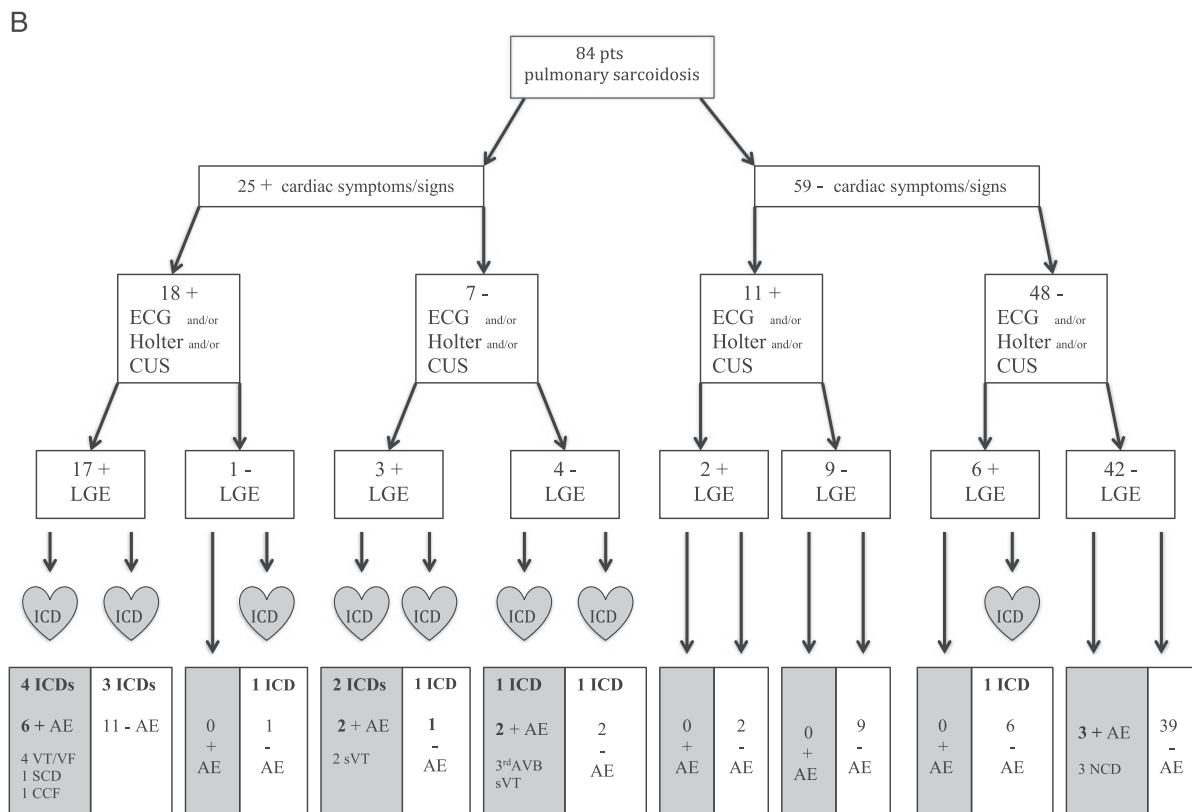 B
84 pts
pulmonary sarcoidosis
25 + cardiac symptoms/signs
59 - cardiac symptoms/signs
18 +
ECG and/or
Holter and/or
CUS
7 -
ECG and/or
Holter and/or
CUS
11 +
ECG and/or
Holter and/or
CUS
48 -
ECG and/or
Holter and/or
CUS
17 +
LGE
1 -
LGE
3 +
LGE
4 -
LGE
2 +
LGE
9 -
LGE
6 +
LGE
42 -
LGE
ICD
ICD
ICD
ICD
ICD
ICD
ICD
ICD
4 ICDs
6 + AE
4 VT/VF
1 SCD
1 CCF
3 ICDs
11 - AE
0
+
AE
1 ICD
1
-
AE
2 ICDs
2 + AE
2 sVT
1 ICD
1
-
AE
1 ICD
2 + AE
3rdAVB
sVT
1 ICD
2
-
AE
0
+
AE
2
-
AE
0
+
AE
9
-
AE
0
+
AE
1 ICD
6
-
AE
3 + AE
3 NCD
39
-
AE